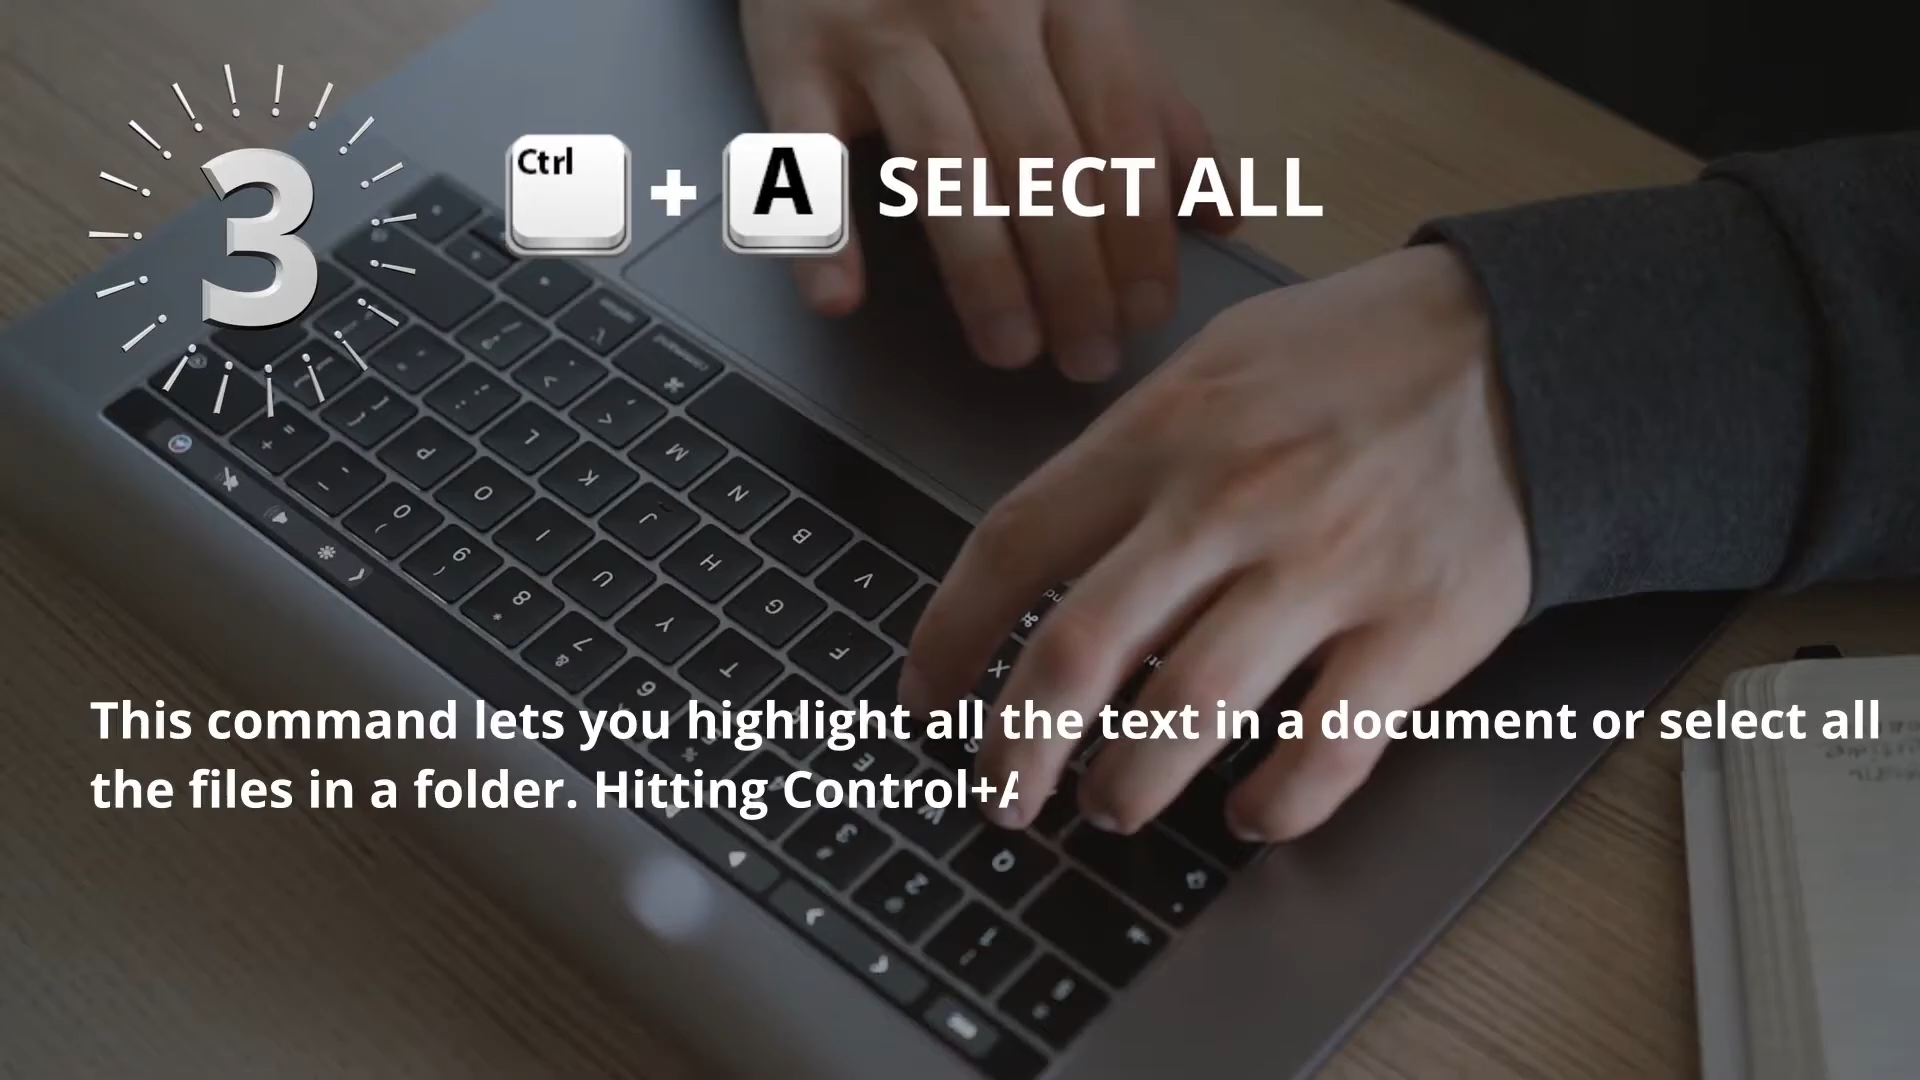 3
Ctrl + A SELECT ALL
This command lets you highlight all the text in a document or select all
the files in a folder. Hitting Control+A